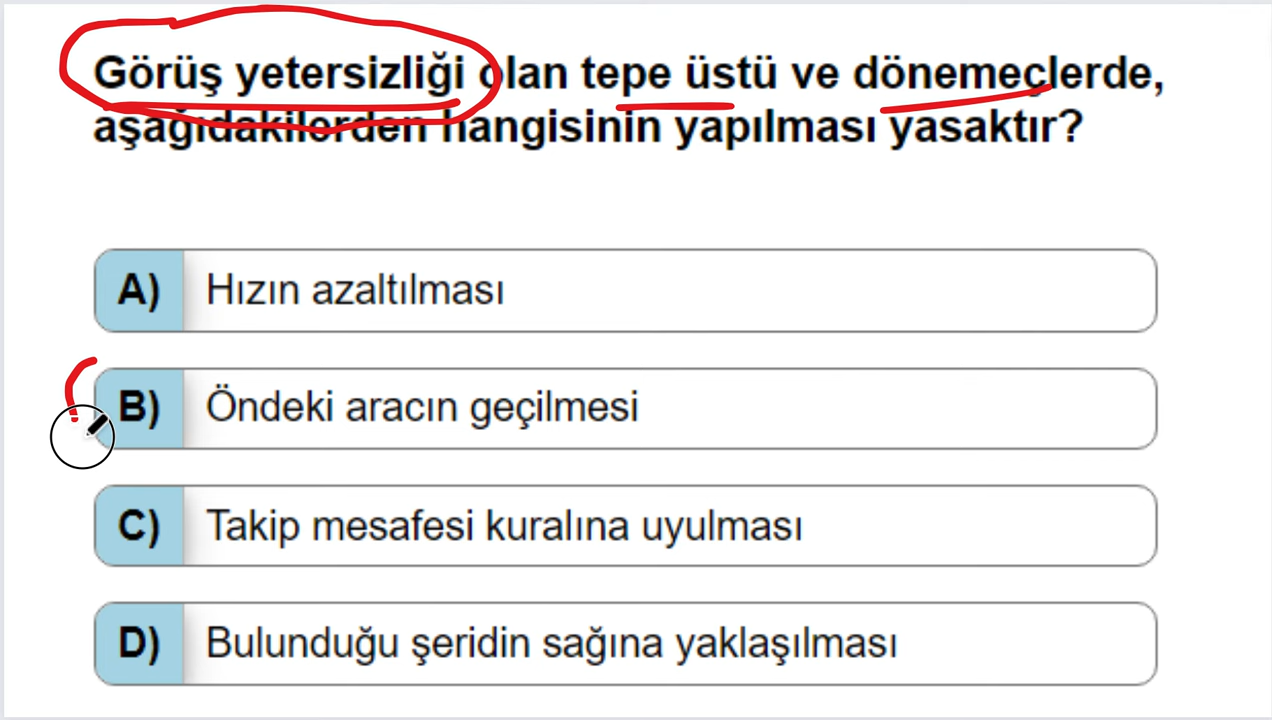 Görüş yetersizliği olan tepe üstü ve dönemeçlerde,
aşağıdakilerden hangisinin yapılması yasaktır?
A) Hızın azaltılması
B) Öndeki aracın geçilmesi
C) Takip mesafesi kuralına uyulması
D) Bulunduğu şeridin sağına yaklaşılması